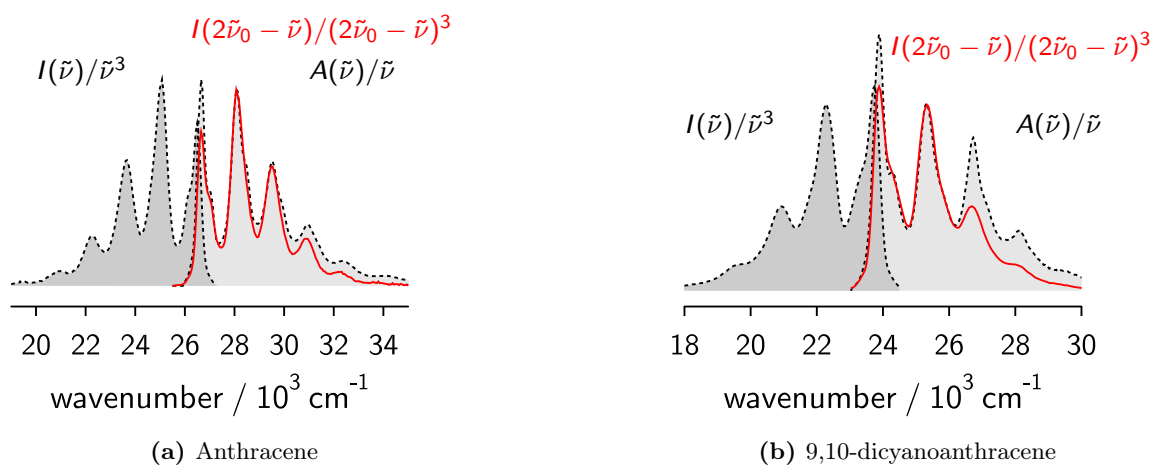 I(2ν̃₀ − ν̃)/(2ν̃₀ − ν̃)³
I(ν̃)/ν̃³ A(ν̃)/ν̃
20 22 24 26 28 30 32 34
wavenumber / 10³ cm⁻¹
(a) Anthracene
I(2ν̃₀ − ν̃)/(2ν̃₀ − ν̃)³
I(ν̃)/ν̃³ A(ν̃)/ν̃
18 20 22 24 26 28 30
wavenumber / 10³ cm⁻¹
(b) 9,10-dicyanoanthracene